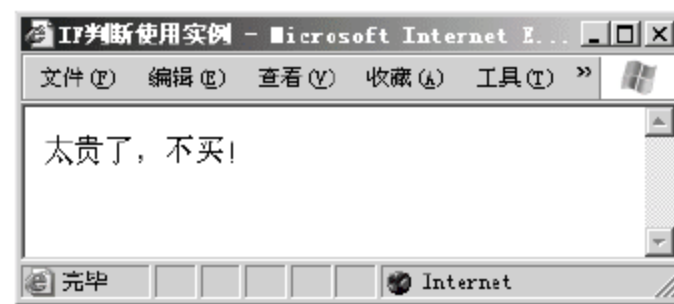 IF判断使用实例 - Microsoft Internet E...
文件(F) 编辑(E) 查看(V) 收藏(A) 工具(T) »
太贵了，不买!
完毕 Internet